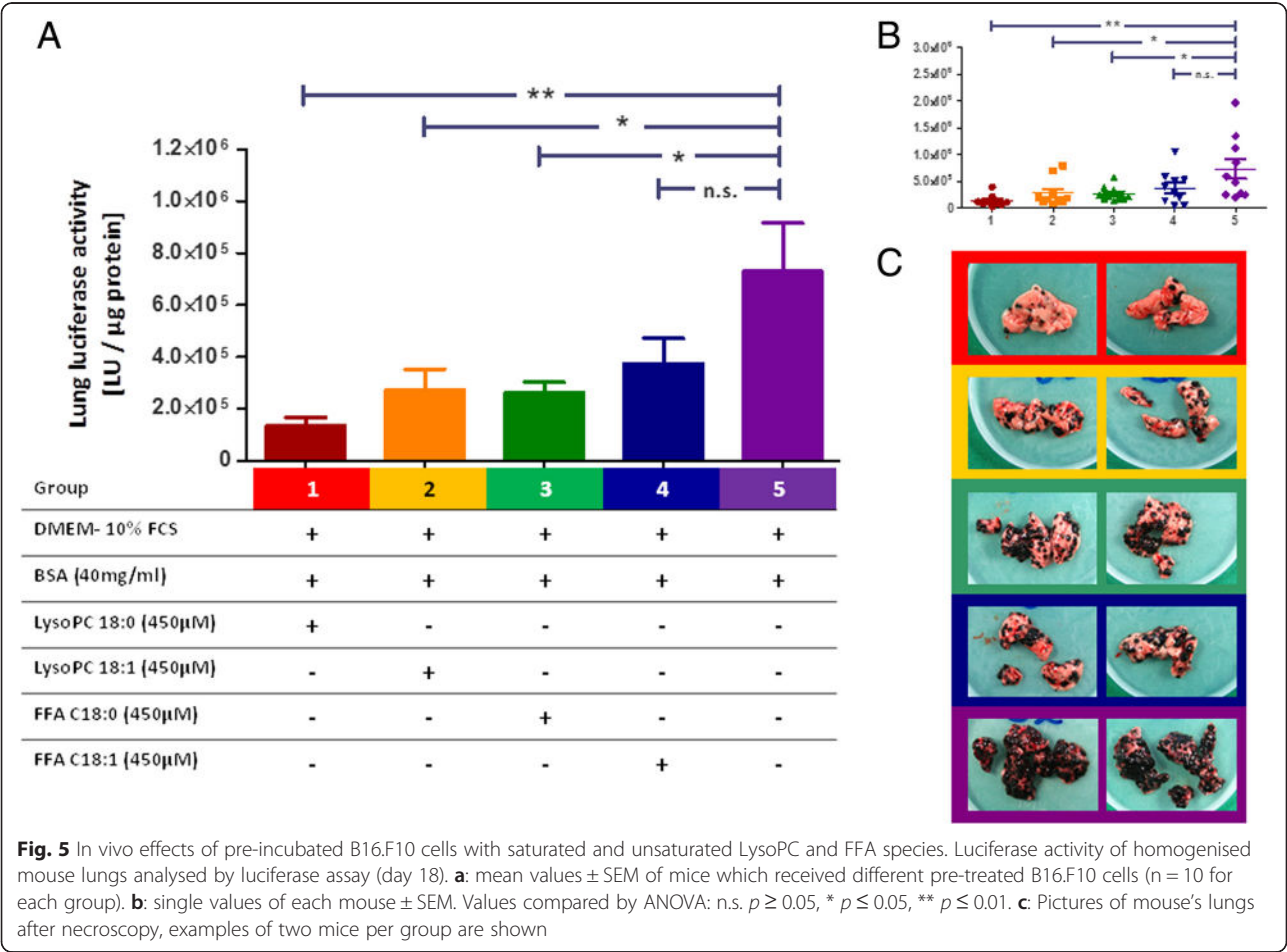 A
**
*
*
n.s.
1.2×10⁶
1.0×10⁶
8.0×10⁵
6.0×10⁵
4.0×10⁵
2.0×10⁵
0
Lung luciferase activity
[LU / µg protein]
Group 1 2 3 4 5
DMEM- 10% FCS + + + + +
BSA (40mg/ml) + + + + +
LysoPC 18:0 (450µM) + - - - -
LysoPC 18:1 (450µM) - + - - -
FFA C18:0 (450µM) - - + - -
FFA C18:1 (450µM) - - - + -
B
**
*
*
n.s.
3.0x10⁶
2.5x10⁶
2.0x10⁶
1.5x10⁶
1.0x10⁶
5.0x10⁵
0
1 2 3 4 5
C
Fig. 5 In vivo effects of pre-incubated B16.F10 cells with saturated and unsaturated LysoPC and FFA species. Luciferase activity of homogenised
mouse lungs analysed by luciferase assay (day 18). a: mean values ± SEM of mice which received different pre-treated B16.F10 cells (n = 10 for
each group). b: single values of each mouse ± SEM. Values compared by ANOVA: n.s. p ≥ 0.05, * p ≤ 0.05, ** p ≤ 0.01. c: Pictures of mouse's lungs
after necroscopy, examples of two mice per group are shown